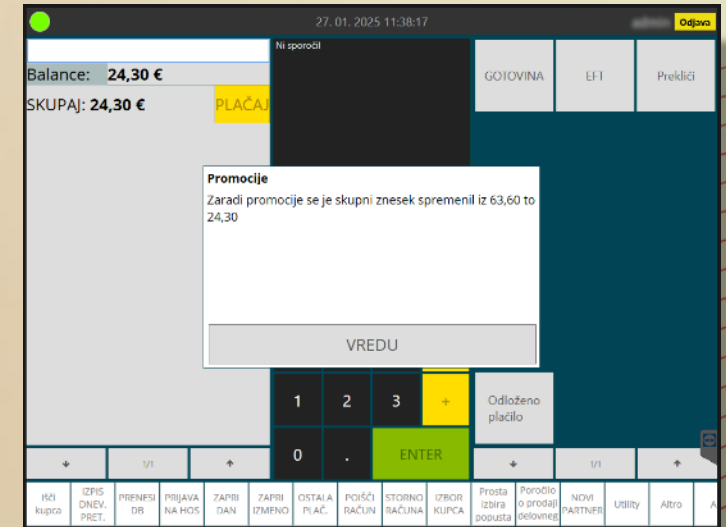 27. 01. 2025 11:38:17
Odjava
Ni sporočil
Balance: 24,30 €
SKUPAJ: 24,30 €
PLAČAJ
GOTOVINA
EFT
Prekliči
Promocije
Zaradi promocije se je skupni znesek spremenil iz 63,60 to
24,30
VREDU
1 2 3 +
0 . ENTER
Odloženo
plačilo
1/1
1/1
Išči
kupca
IZPIS
DNEV.
PRET.
PRENESI
DB
PRIJAVA
NA HOS
ZAPRI
DAN
ZAPRI
IZMENO
OSTALA
PLAČ.
POIŠČI
RAČUN
STORNO
RAČUNA
IZBOR
KUPCA
Prosta
izbira
popusta
Poročilo
o prodaji
delovneg
NOVI
PARTNER
Utility
Altro
A